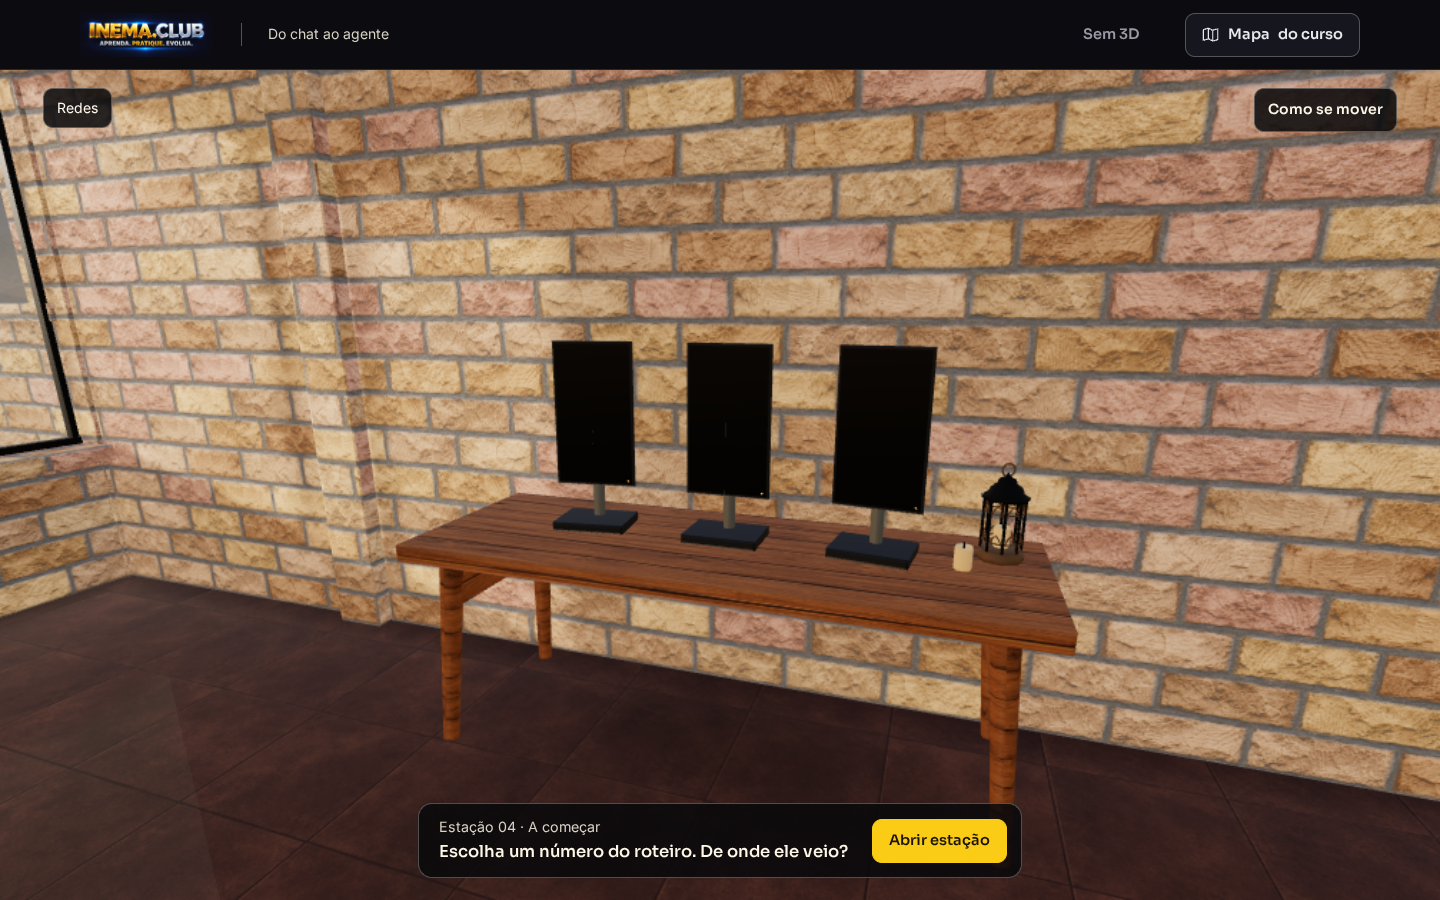 INEMA.CLUB
APRENDA. PRATIQUE. EVOLUA.
Do chat ao agente
Sem 3D
Mapa do curso
Redes
Como se mover
Estação 04 · A começar
Escolha um número do roteiro. De onde ele veio?
Abrir estação